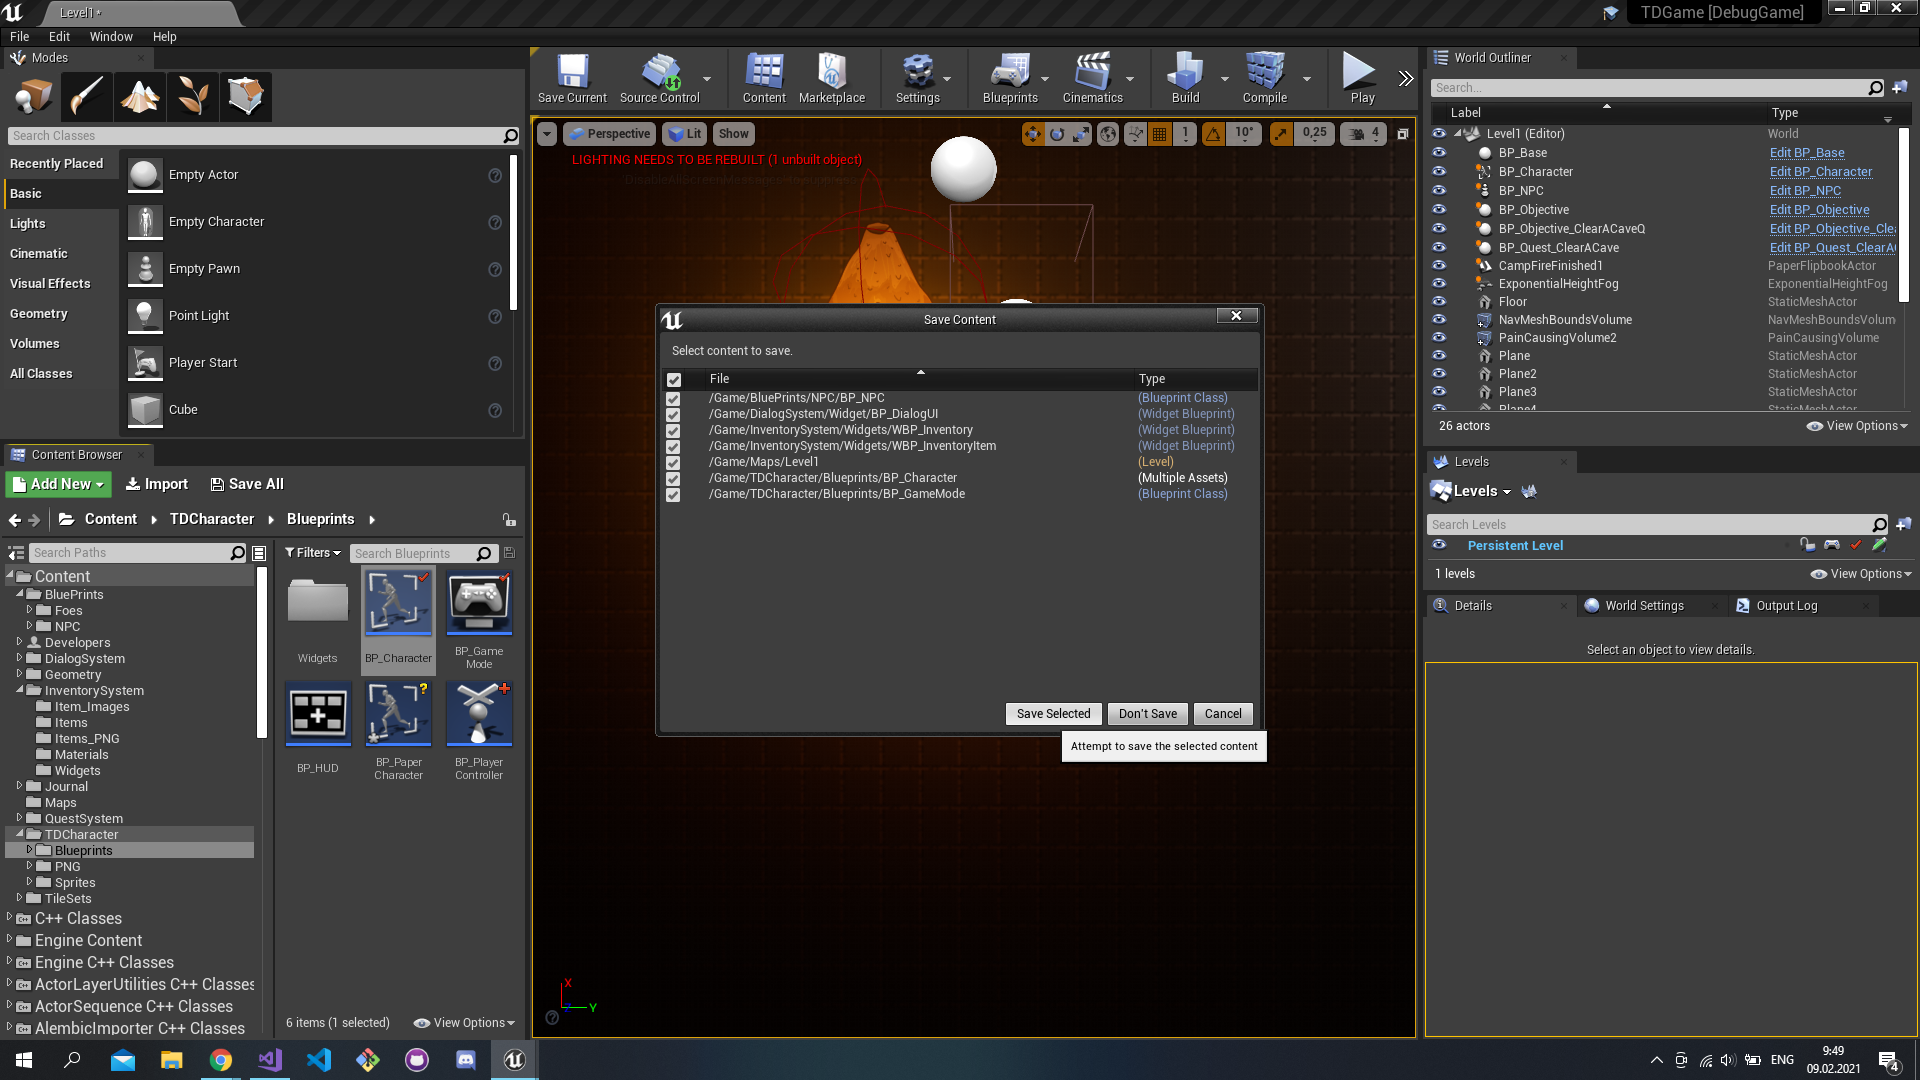 Level1*
TDGame [DebugGame]
File Edit Window Help
Modes
Search Classes
Recently Placed
Basic
Lights
Cinematic
Visual Effects
Geometry
Volumes
All Classes
Empty Actor
Empty Character
Empty Pawn
Point Light
Player Start
Cube
Save Current
Source Control
Content
Marketplace
Settings
Blueprints
Cinematics
Build
Compile
Play
Perspective
Lit
Show
1
10°
0,25
4
LIGHTING NEEDS TO BE REBUILT (1 unbuilt object)
Save Content
Select content to save.
File Type
/Game/BluePrints/NPC/BP_NPC (Blueprint Class)
/Game/DialogSystem/Widget/BP_DialogUI (Widget Blueprint)
/Game/InventorySystem/Widgets/WBP_Inventory (Widget Blueprint)
/Game/InventorySystem/Widgets/WBP_InventoryItem (Widget Blueprint)
/Game/Maps/Level1 (Level)
/Game/TDCharacter/Blueprints/BP_Character (Multiple Assets)
/Game/TDCharacter/Blueprints/BP_GameMode (Blueprint Class)
Save Selected
Don't Save
Cancel
Attempt to save the selected content
X
Z
Y
World Outliner
Search...
Label Type
Level1 (Editor) World
BP_Base Edit BP_Base
BP_Character Edit BP_Character
BP_NPC Edit BP_NPC
BP_Objective Edit BP_Objective
BP_Objective_ClearACaveQ Edit BP_Objective_Clea
BP_Quest_ClearACave Edit BP_Quest_ClearA
CampFireFinished1 PaperFlipbookActor
ExponentialHeightFog ExponentialHeightFog
Floor StaticMeshActor
NavMeshBoundsVolume NavMeshBoundsVolum
PainCausingVolume2 PainCausingVolume
Plane StaticMeshActor
Plane2 StaticMeshActor
Plane3 StaticMeshActor
Plane4 StaticMeshActor
26 actors
View Options
Levels
Levels
Search Levels
Persistent Level
1 levels
View Options
Details
World Settings
Output Log
Select an object to view details.
Content Browser
Add New
Import
Save All
Content
TDCharacter
Blueprints
Search Paths
Filters
Search Blueprints
Content
BluePrints
Foes
NPC
Developers
DialogSystem
Geometry
InventorySystem
Item_Images
Items
Items_PNG
Materials
Widgets
Journal
Maps
QuestSystem
TDCharacter
Blueprints
PNG
Sprites
TileSets
C++ Classes
Engine Content
Engine C++ Classes
ActorLayerUtilities C++ Classes
ActorSequence C++ Classes
AlembicImporter C++ Classes
Widgets
BP_Character
BP_Game
Mode
BP_HUD
BP_Paper
Character
BP_Player
Controller
6 items (1 selected)
View Options
ENG
9:49
09.02.2021
4